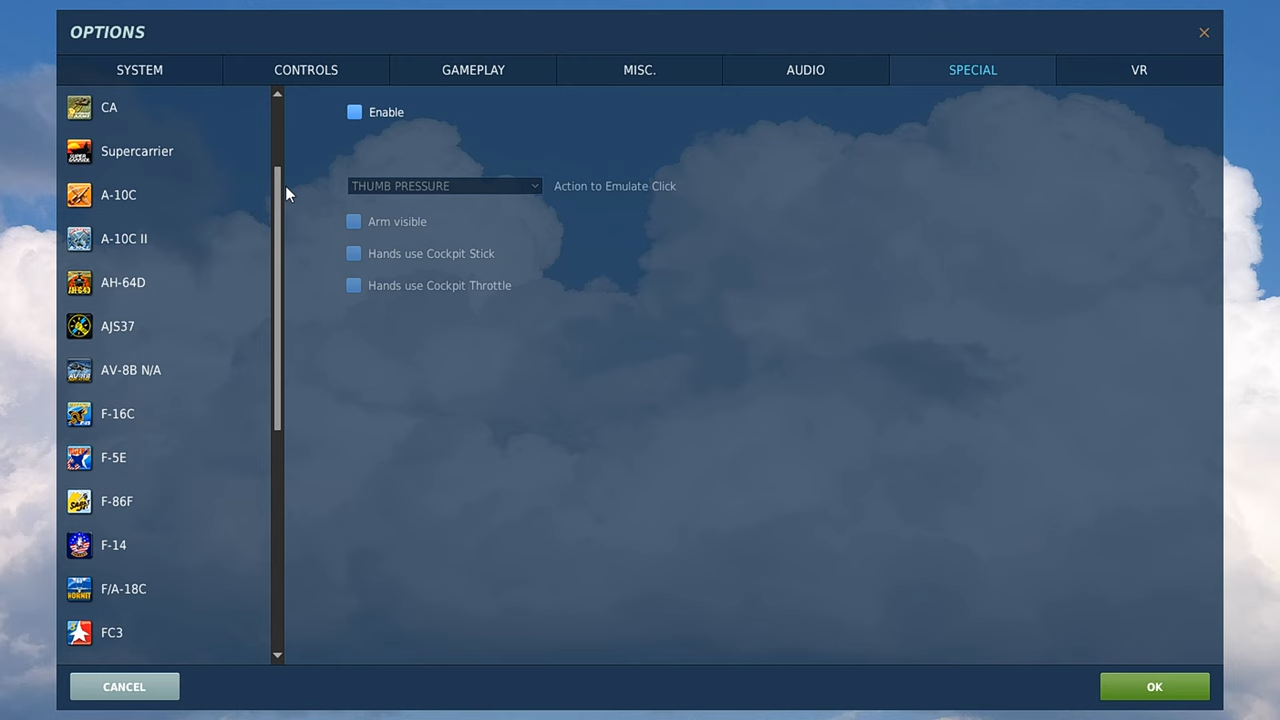 OPTIONS
SYSTEM CONTROLS GAMEPLAY MISC. AUDIO SPECIAL VR
CA
Supercarrier
A-10C
A-10C II
AH-64D
AJS37
AV-8B N/A
F-16C
F-5E
F-86F
F-14
F/A-18C
FC3
Enable
THUMB PRESSURE Action to Emulate Click
Arm visible
Hands use Cockpit Stick
Hands use Cockpit Throttle
CANCEL OK